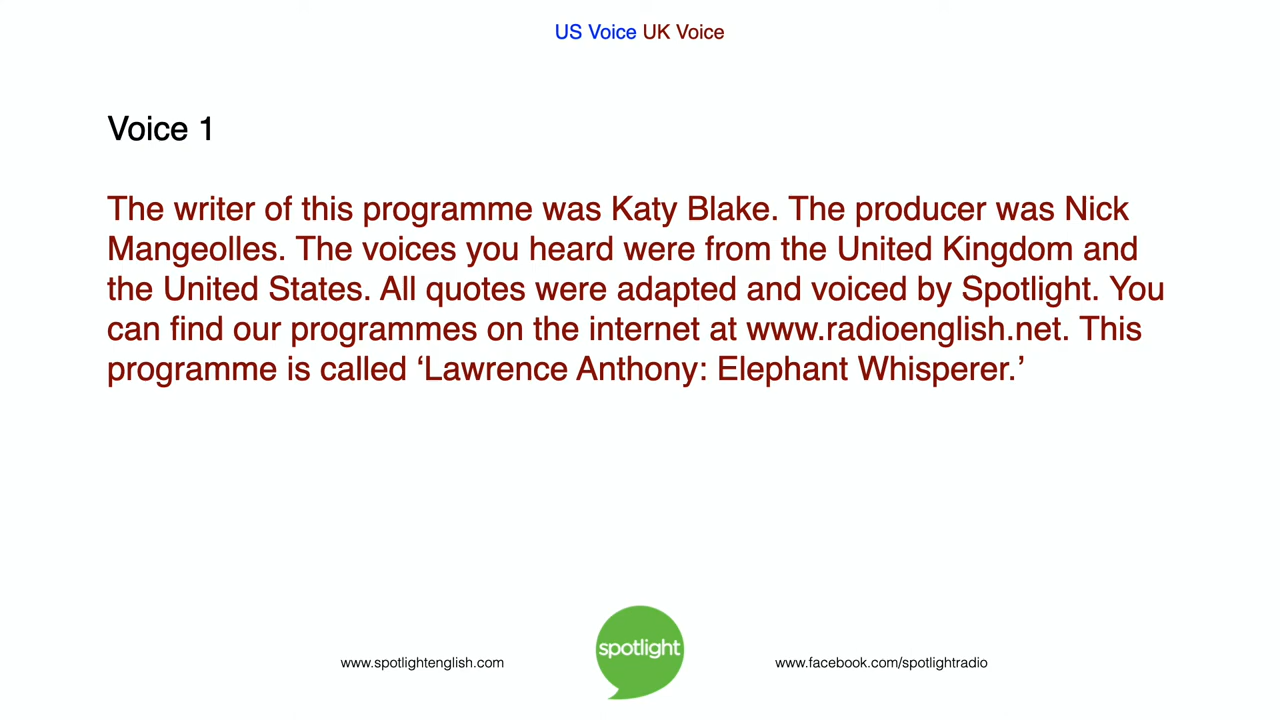 US Voice UK Voice
Voice 1
The writer of this programme was Katy Blake. The producer was Nick
Mangeolles. The voices you heard were from the United Kingdom and
the United States. All quotes were adapted and voiced by Spotlight. You
can find our programmes on the internet at www.radioenglish.net. This
programme is called ‘Lawrence Anthony: Elephant Whisperer.’
www.spotlightenglish.com
spotlight
www.facebook.com/spotlightradio